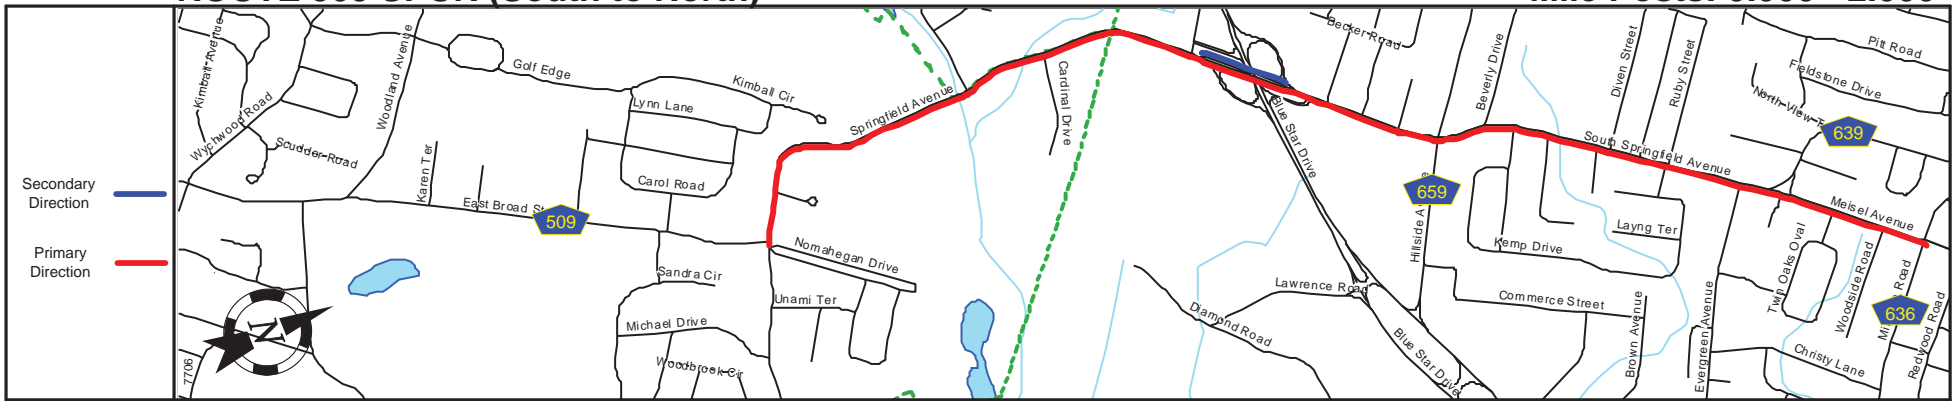 Secondary
Direction
Primary
Direction
Kimball Avenue
Wychwood Road
Scudder Road
Woodland Avenue
Golf Edge
Karen Ter
East Broad St
509
Lynn Lane
Kimball Cir
Carol Road
Springfield Avenue
Nomahegan Drive
Sandra Cir
Unami Ter
Michael Drive
Woodbrook Cir
7706
N
Cardinal Drive
Blue Star Drive
Becker Road
Beverly Drive
Diven Street
Ruby Street
Pitt Road
Fieldstone Drive
North View
639
South Springfield Avenue
659
Hillside
Meisel Avenue
Layng Ter
Kemp Drive
Lawrence Road
Diamond Road
Commerce Street
Blue Star Drive
Brown Avenue
Evergreen Avenue
Twin Oaks Oval
Woodside Road
Road
636
Redwood Road
Christy Lane